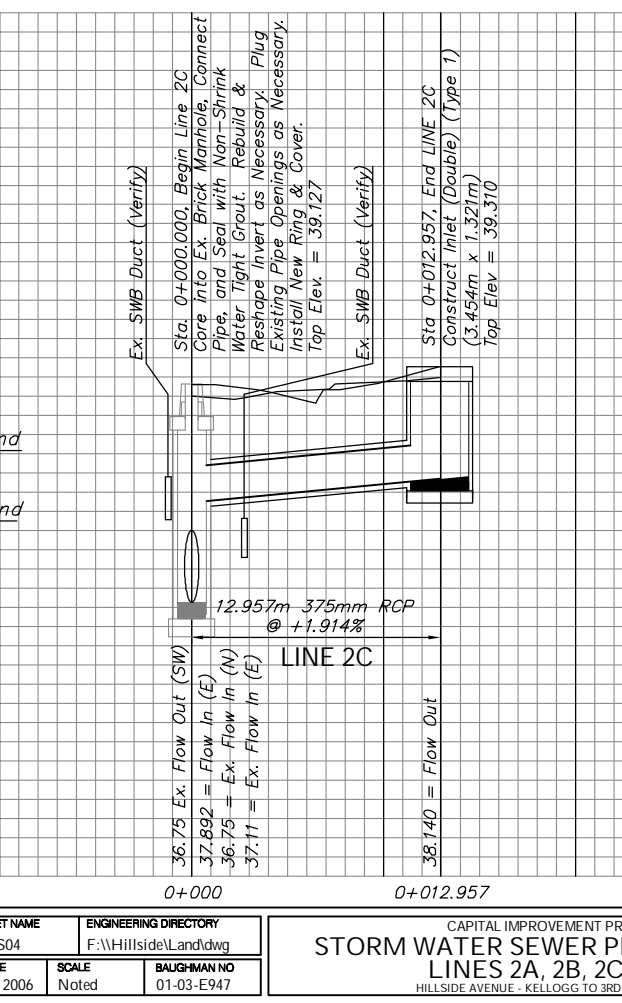 Ex. SWB Duct (Verify)
Sta. 0+000.000, Begin Line 2C
Core into Ex. Brick Manhole, Connect
Pipe, and Seal with Non-Shrink
Water Tight Grout. Rebuild &
Reshape Invert as Necessary. Plug
Existing Pipe Openings as Necessary.
Install New Ring & Cover.
Top Elev. = 39.127
Ex. SWB Duct (Verify)
Sta 0+012.957, End LINE 2C
Construct Inlet (Double) (Type 1)
(3.454m x 1.321m)
Top Elev = 39.310
nd
nd
12.957m 375mm RCP
@ +1.914%
LINE 2C
36.75 Ex. Flow Out (SW)
37.892 = Flow In (E)
36.75 = Ex. Flow In (N)
37.11 = Ex. Flow In (E)
38.140 = Flow Out
0+000
0+012.957
ET NAME
S04
ENGINEERING DIRECTORY
F:\\Hillside\Land\dwg
E
2006
SCALE
Noted
BAUGHMAN NO
01-03-E947
CAPITAL IMPROVEMENT PR
STORM WATER SEWER P
LINES 2A, 2B, 2C
HILLSIDE AVENUE - KELLOGG TO 3RD